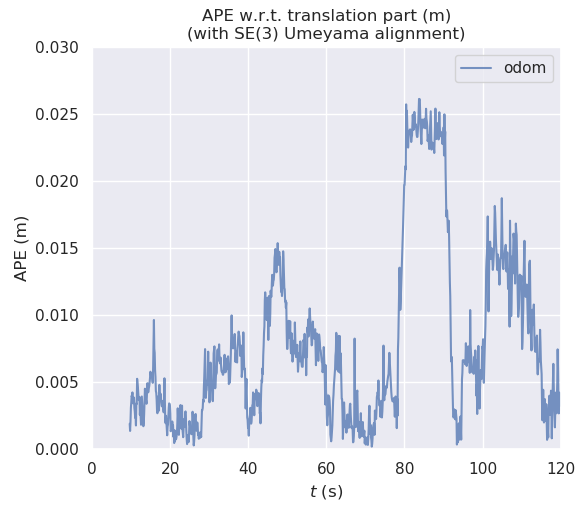 APE w.r.t. translation part (m)
(with SE(3) Umeyama alignment)
odom
0.030
0.025
0.020
0.015
0.010
0.005
0.000
APE (m)
0 20 40 60 80 100 120
t (s)